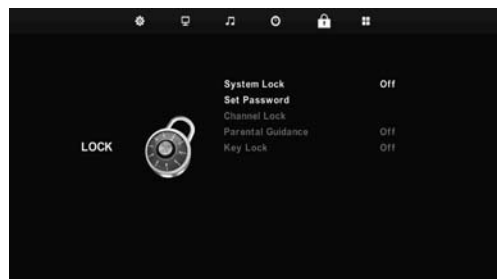 System Lock Off
Set Password
Channel Lock
Parental Guidance Off
Key Lock Off
LOCK